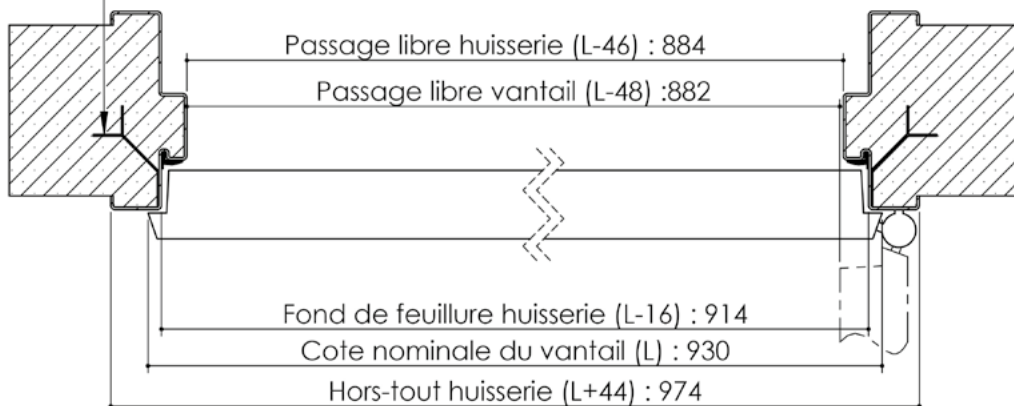 Passage libre huisserie (L-46) : 884
Passage libre vantail (L-48) :882
Fond de feuillure huisserie (L-16) : 914
Cote nominale du vantail (L) : 930
Hors-tout huisserie (L+44) : 974